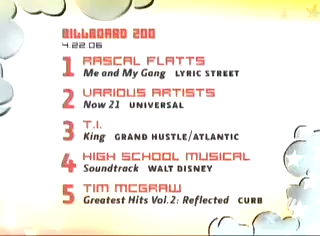 BILLBOARD 200
4.22.06
1 RASCAL FLATTS
Me and My Gang LYRIC STREET
2 VARIOUS ARTISTS
Now 21 UNIVERSAL
3 T.I.
King GRAND HUSTLE/ATLANTIC
4 HIGH SCHOOL MUSICAL
Soundtrack WALT DISNEY
5 TIM MCGRAW
Greatest Hits Vol.2: Reflected CURB